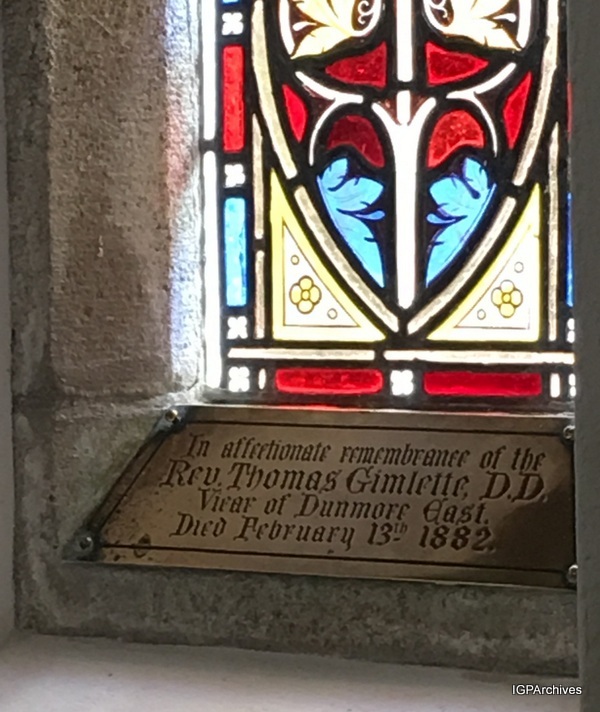 In affectionate remembrance of the
Rev. Thomas Gimlette, D.D.
Vicar of Dunmore East.
Died February 13th 1882.
IGPArchives